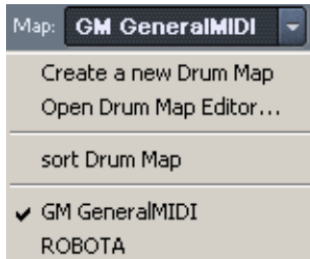 Map: GM GeneralMIDI
Create a new Drum Map
Open Drum Map Editor...
sort Drum Map
GM GeneralMIDI
ROBOTA